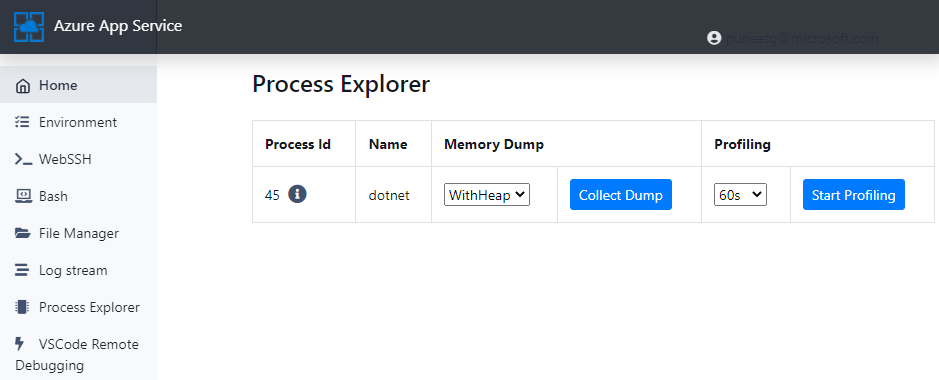 Azure App Service
puneetg@microsoft.com
Home
Environment
WebSSH
Bash
File Manager
Log stream
Process Explorer
VSCode Remote
Debugging
Process Explorer
Process Id Name Memory Dump Profiling
45 dotnet WithHeap Collect Dump 60s Start Profiling